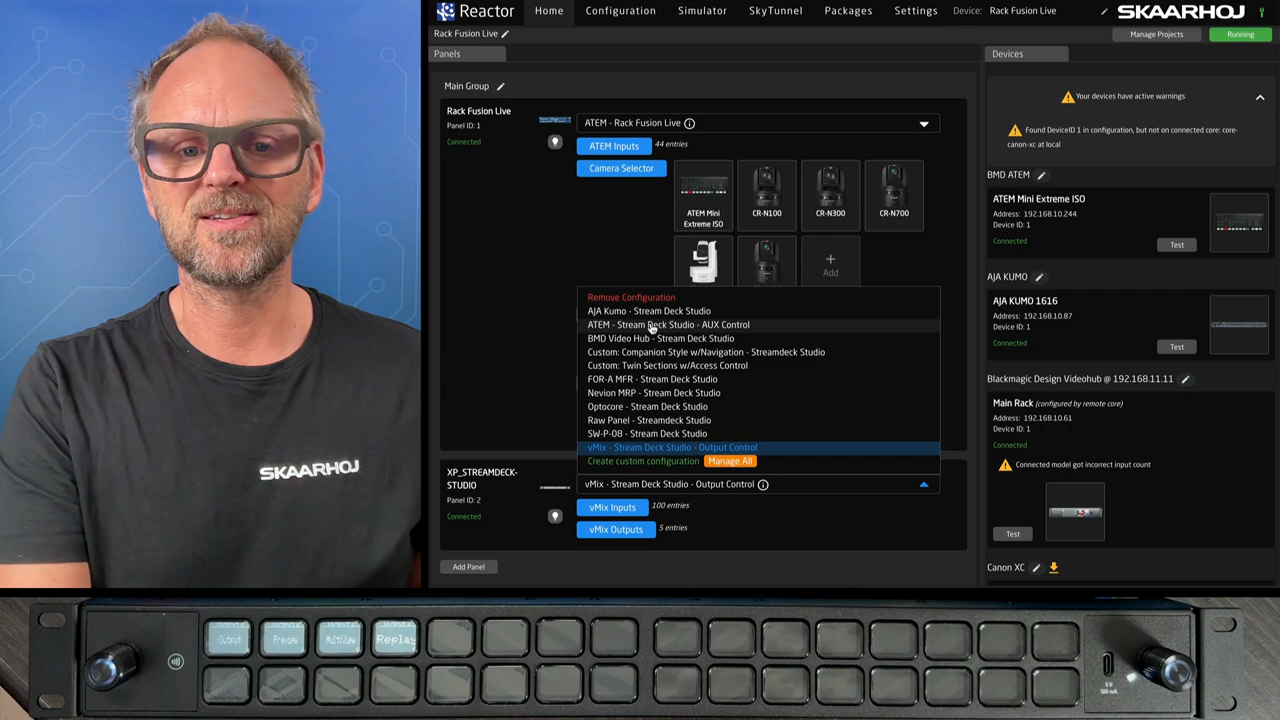 Reactor
Home
Configuration
Simulator
SkyTunnel
Packages
Settings
Device: Rack Fusion Live
SKAARHOJ
Rack Fusion Live
Manage Projects
Running
Panels
Main Group
Rack Fusion Live
Panel ID: 1
Connected
ATEM - Rack Fusion Live
ATEM Inputs
44 entries
Camera Selector
ATEM Mini
Extreme ISO
CR-N100
CR-N300
CR-N700
Add
Remove Configuration
AJA Kumo - Stream Deck Studio
ATEM - Stream Deck Studio - AUX Control
BMD Video Hub - Stream Deck Studio
Custom: Companion Style w/Navigation - Streamdeck Studio
Custom: Twin Sections w/Access Control
FOR-A MFR - Stream Deck Studio
Nevion MRP - Stream Deck Studio
Optocore - Stream Deck Studio
Raw Panel - Streamdeck Studio
SW-P-08 - Stream Deck Studio
vMix - Stream Deck Studio - Output Control
Create custom configuration
Manage All
XP_STREAMDECK-
STUDIO
Panel ID: 2
Connected
vMix - Stream Deck Studio - Output Control
vMix Inputs
100 entries
vMix Outputs
5 entries
Add Panel
Devices
Your devices have active warnings
Found DeviceID 1 in configuration, but not on connected core: core-
canon-xc at local
BMD ATEM
ATEM Mini Extreme ISO
Address: 192.168.10.244
Device ID: 1
Connected
Test
AJA KUMO
AJA KUMO 1616
Address: 192.168.10.87
Device ID: 1
Connected
Test
Blackmagic Design Videohub @ 192.168.11.11
Main Rack (configured by remote core)
Address: 192.168.10.61
Device ID: 1
Connected
Connected model got incorrect input count
Test
Canon XC
SKAARHOJ
Output
Preview
MultiView
Replay